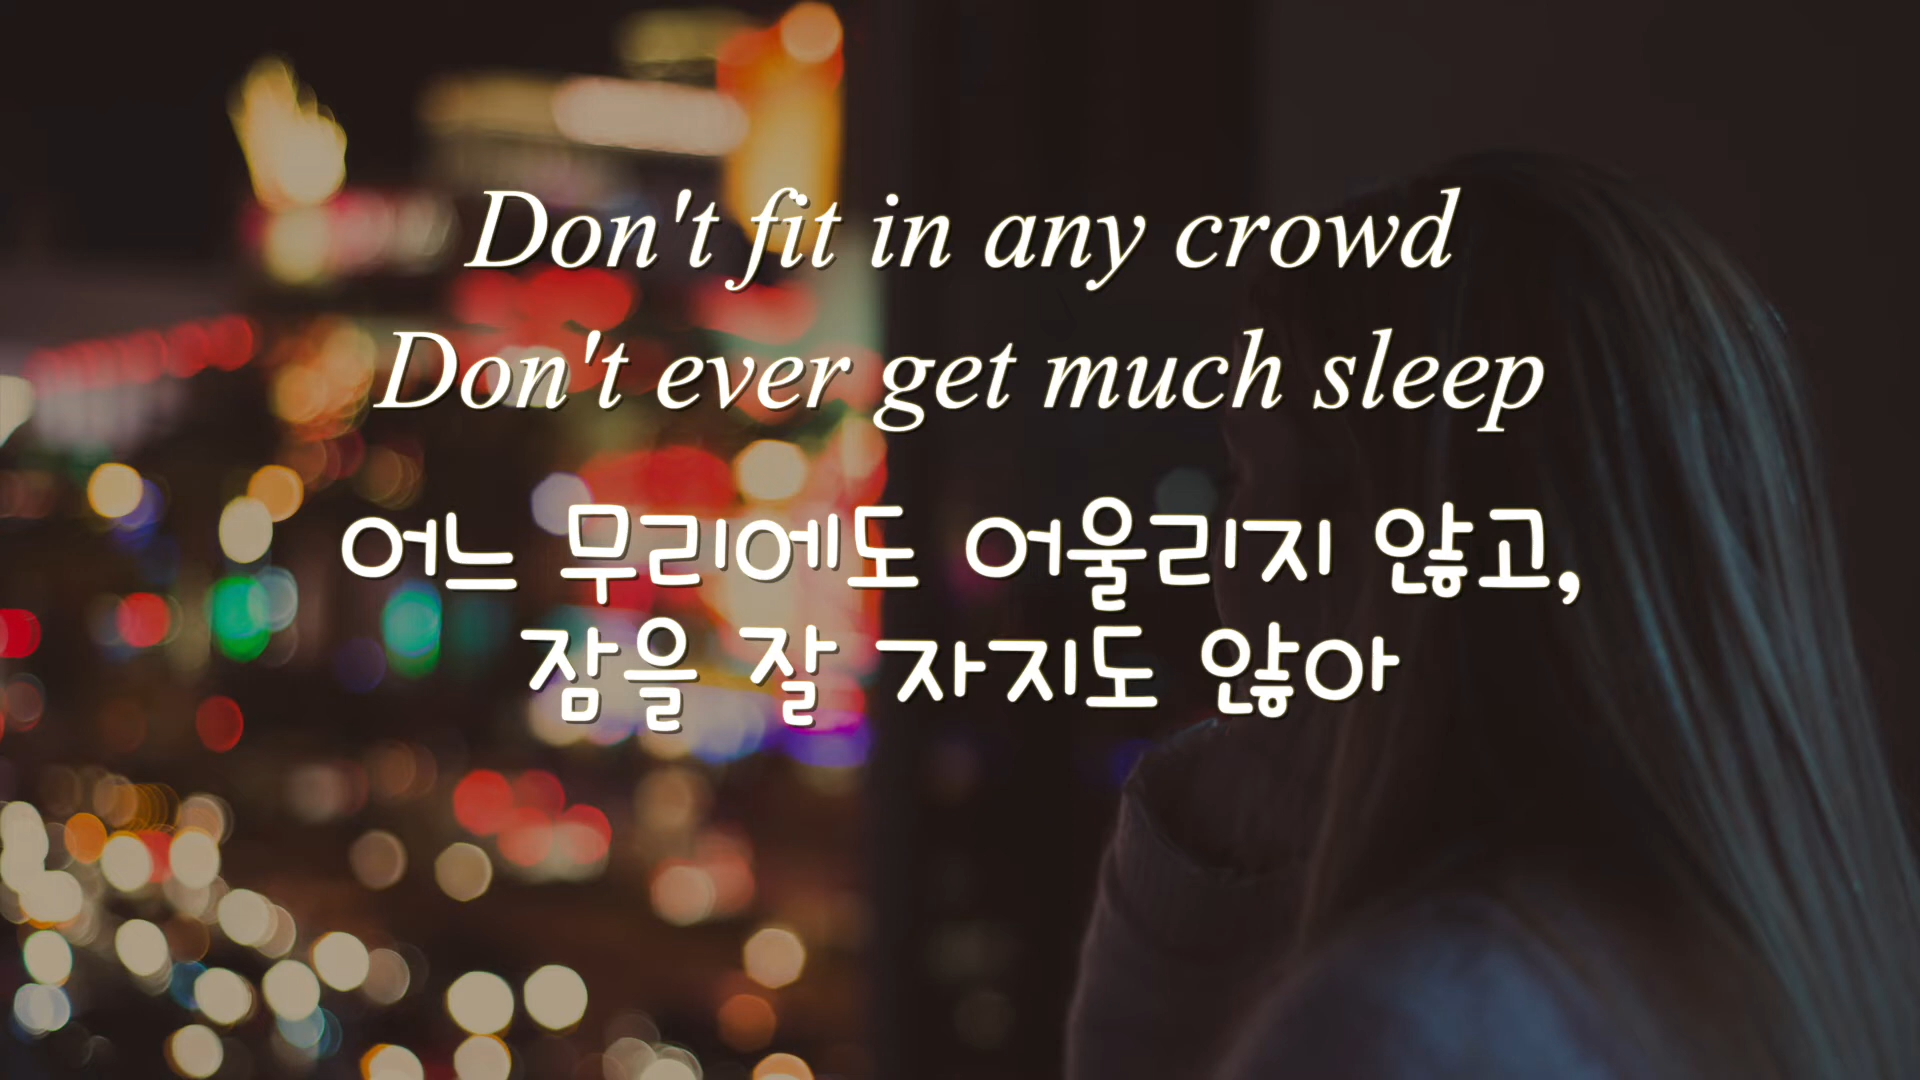 Don't fit in any crowd
Don't ever get much sleep
어느 무리에도 어울리지 않고,
잠을 잘 자지도 않아